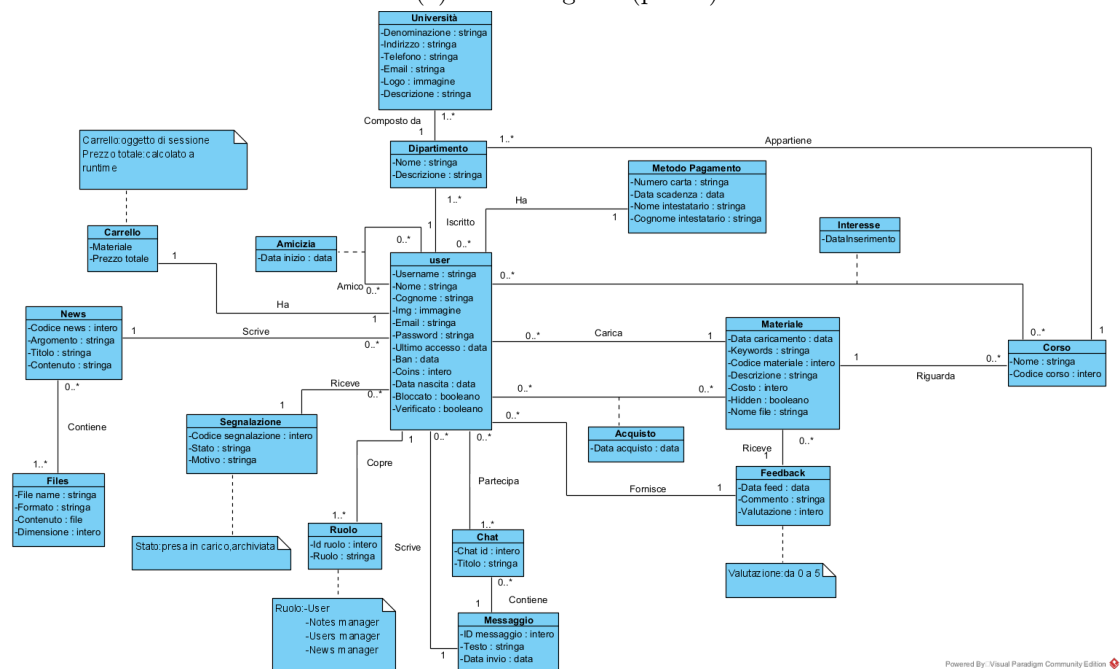 Università
-Denominazione : stringa
-Indirizzo : stringa
-Telefono : stringa
-Email : stringa
-Logo : immagine
-Descrizione : stringa
Composto da
1..*
1
Dipartimento
-Nome : stringa
-Descrizione : stringa
1..*
Appartiene
1
Carrello:oggetto di sessione
Prezzo totale:calcolato a
runtime
Metodo Pagamento
-Numero carta : stringa
-Data scadenza : data
-Nome intestatario : stringa
-Cognome intestatario : stringa
Ha
1
0..*
1..*
Iscritto
1
Carrello
-Materiale
-Prezzo totale
1
Ha
1
Amicizia
-Data inizio : data
0..*
Amico
0..*
Interesse
-DataInserimento
0..*
0..*
user
-Username : stringa
-Nome : stringa
-Cognome : stringa
-Img : immagine
-Email : stringa
-Password : stringa
-Ultimo accesso : data
-Ban : data
-Coins : intero
-Data nascita : data
-Bloccato : booleano
-Verificato : booleano
News
-Codice news : intero
-Argomento : stringa
-Titolo : stringa
-Contenuto : stringa
1
Scrive
0..*
0..*
Carica
1
Materiale
-Data caricamento : data
-Keywords : stringa
-Codice materiale : intero
-Descrizione : stringa
-Costo : intero
-Hidden : booleano
-Nome file : stringa
1
Riguarda
0..*
1
Corso
-Nome : stringa
-Codice corso : intero
0..*
Contiene
1..*
Files
-File name : stringa
-Formato : stringa
-Contenuto : file
-Dimensione : intero
Riceve
1
0..*
Segnalazione
-Codice segnalazione : intero
-Stato : stringa
-Motivo : stringa
Stato:presa in carico,archiviata
0..*
0..*
Acquisto
-Data acquisto : data
0..*
Riceve
1
Feedback
-Data feed : data
-Commento : stringa
-Valutazione : intero
0..*
Fornisce
1
Valutazione:da 0 a 5
1
Copre
1..*
Ruolo
-Id ruolo : intero
-Ruolo : stringa
Ruolo:-User
-Notes manager
-Users manager
-News manager
0..*
Scrive
1
0..*
Partecipa
1..*
Chat
-Chat id : intero
-Titolo : stringa
0..*
Contiene
1
Messaggio
-ID messaggio : intero
-Testo : stringa
-Data invio : data
Powered By: Visual Paradigm Community Edition